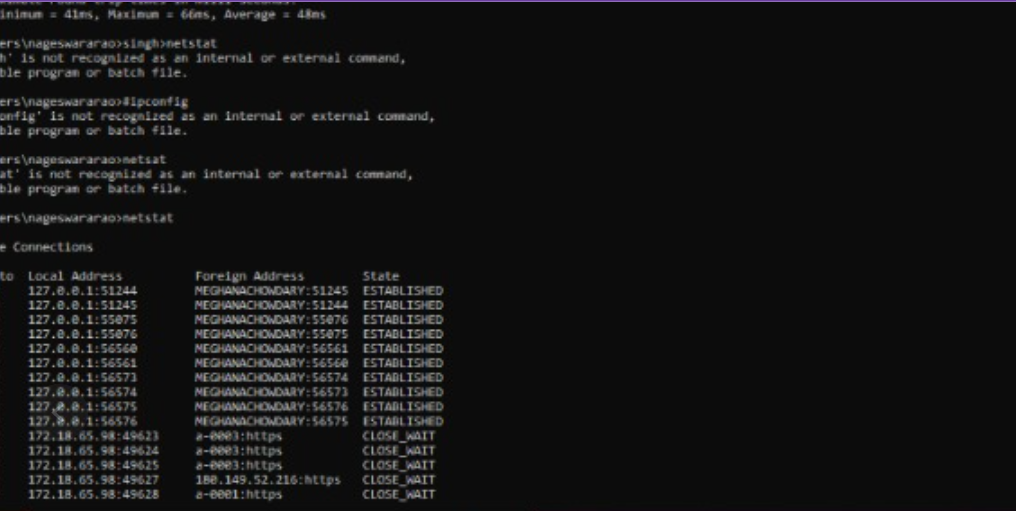 inimum = 41ms, Maximum = 66ms, Average = 48ms
ers\nageswararao>singh>netstat
h' is not recognized as an internal or external command,
ble program or batch file.
ers\nageswararao>#ipconfig
onfig' is not recognized as an internal or external command,
ble program or batch file.
ers\nageswararao>netsat
at' is not recognized as an internal or external command,
ble program or batch file.
ers\nageswararao>netstat
e Connections
to Local Address Foreign Address State
127.0.0.1:51244 MEGHANACHOWDARY:51245 ESTABLISHED
127.0.0.1:51245 MEGHANACHOWDARY:51244 ESTABLISHED
127.0.0.1:55075 MEGHANACHOWDARY:55076 ESTABLISHED
127.0.0.1:55076 MEGHANACHOWDARY:55075 ESTABLISHED
127.0.0.1:56560 MEGHANACHOWDARY:56561 ESTABLISHED
127.0.0.1:56561 MEGHANACHOWDARY:56560 ESTABLISHED
127.0.0.1:56573 MEGHANACHOWDARY:56574 ESTABLISHED
127.0.0.1:56574 MEGHANACHOWDARY:56573 ESTABLISHED
127.0.0.1:56575 MEGHANACHOWDARY:56576 ESTABLISHED
127.0.0.1:56576 MEGHANACHOWDARY:56575 ESTABLISHED
172.18.65.98:49623 a-0003:https CLOSE_WAIT
172.18.65.98:49624 a-0003:https CLOSE_WAIT
172.18.65.98:49625 a-0003:https CLOSE_WAIT
172.18.65.98:49627 180.149.52.216:https CLOSE_WAIT
172.18.65.98:49628 a-0001:https CLOSE_WAIT